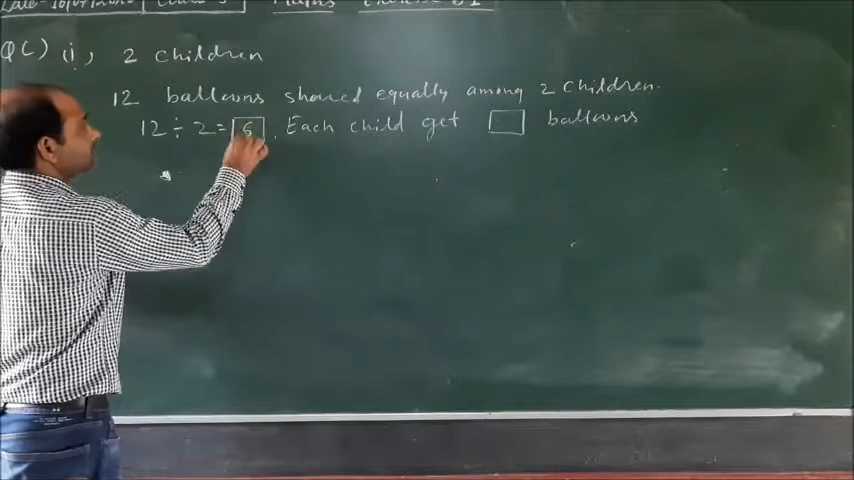 Q C) (i) 2 Children
12 balloons shared equally among 2 Children.
12 ÷ 2 = 6 . Each child get balloons